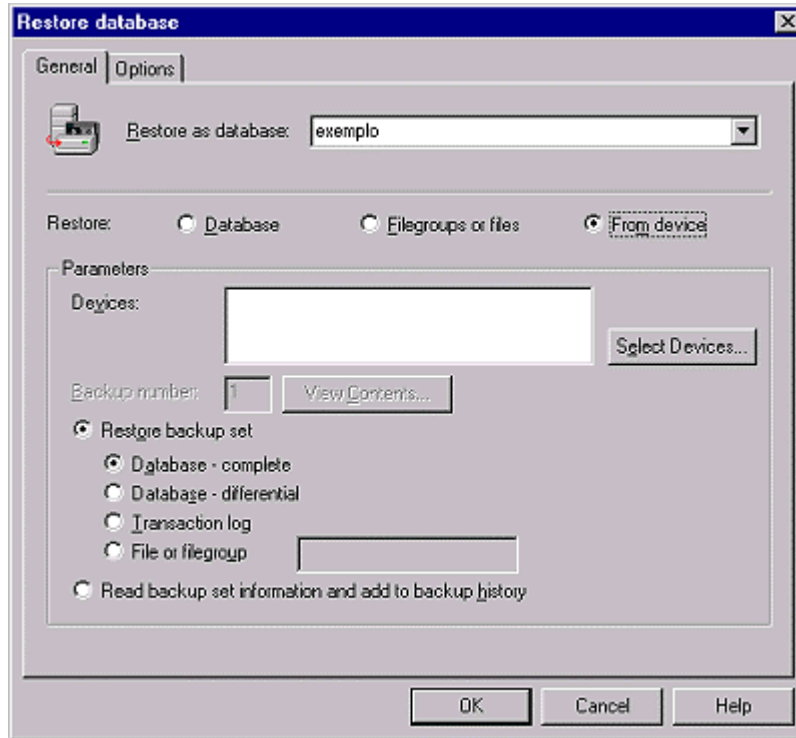 Restore database
General Options
Restore as database: exemplo
Restore: Database Filegroups or files From device
Parameters
Devices:
Select Devices...
Backup number: 1 View Contents...
Restore backup set
Database - complete
Database - differential
Transaction log
File or filegroup
Read backup set information and add to backup history
OK Cancel Help